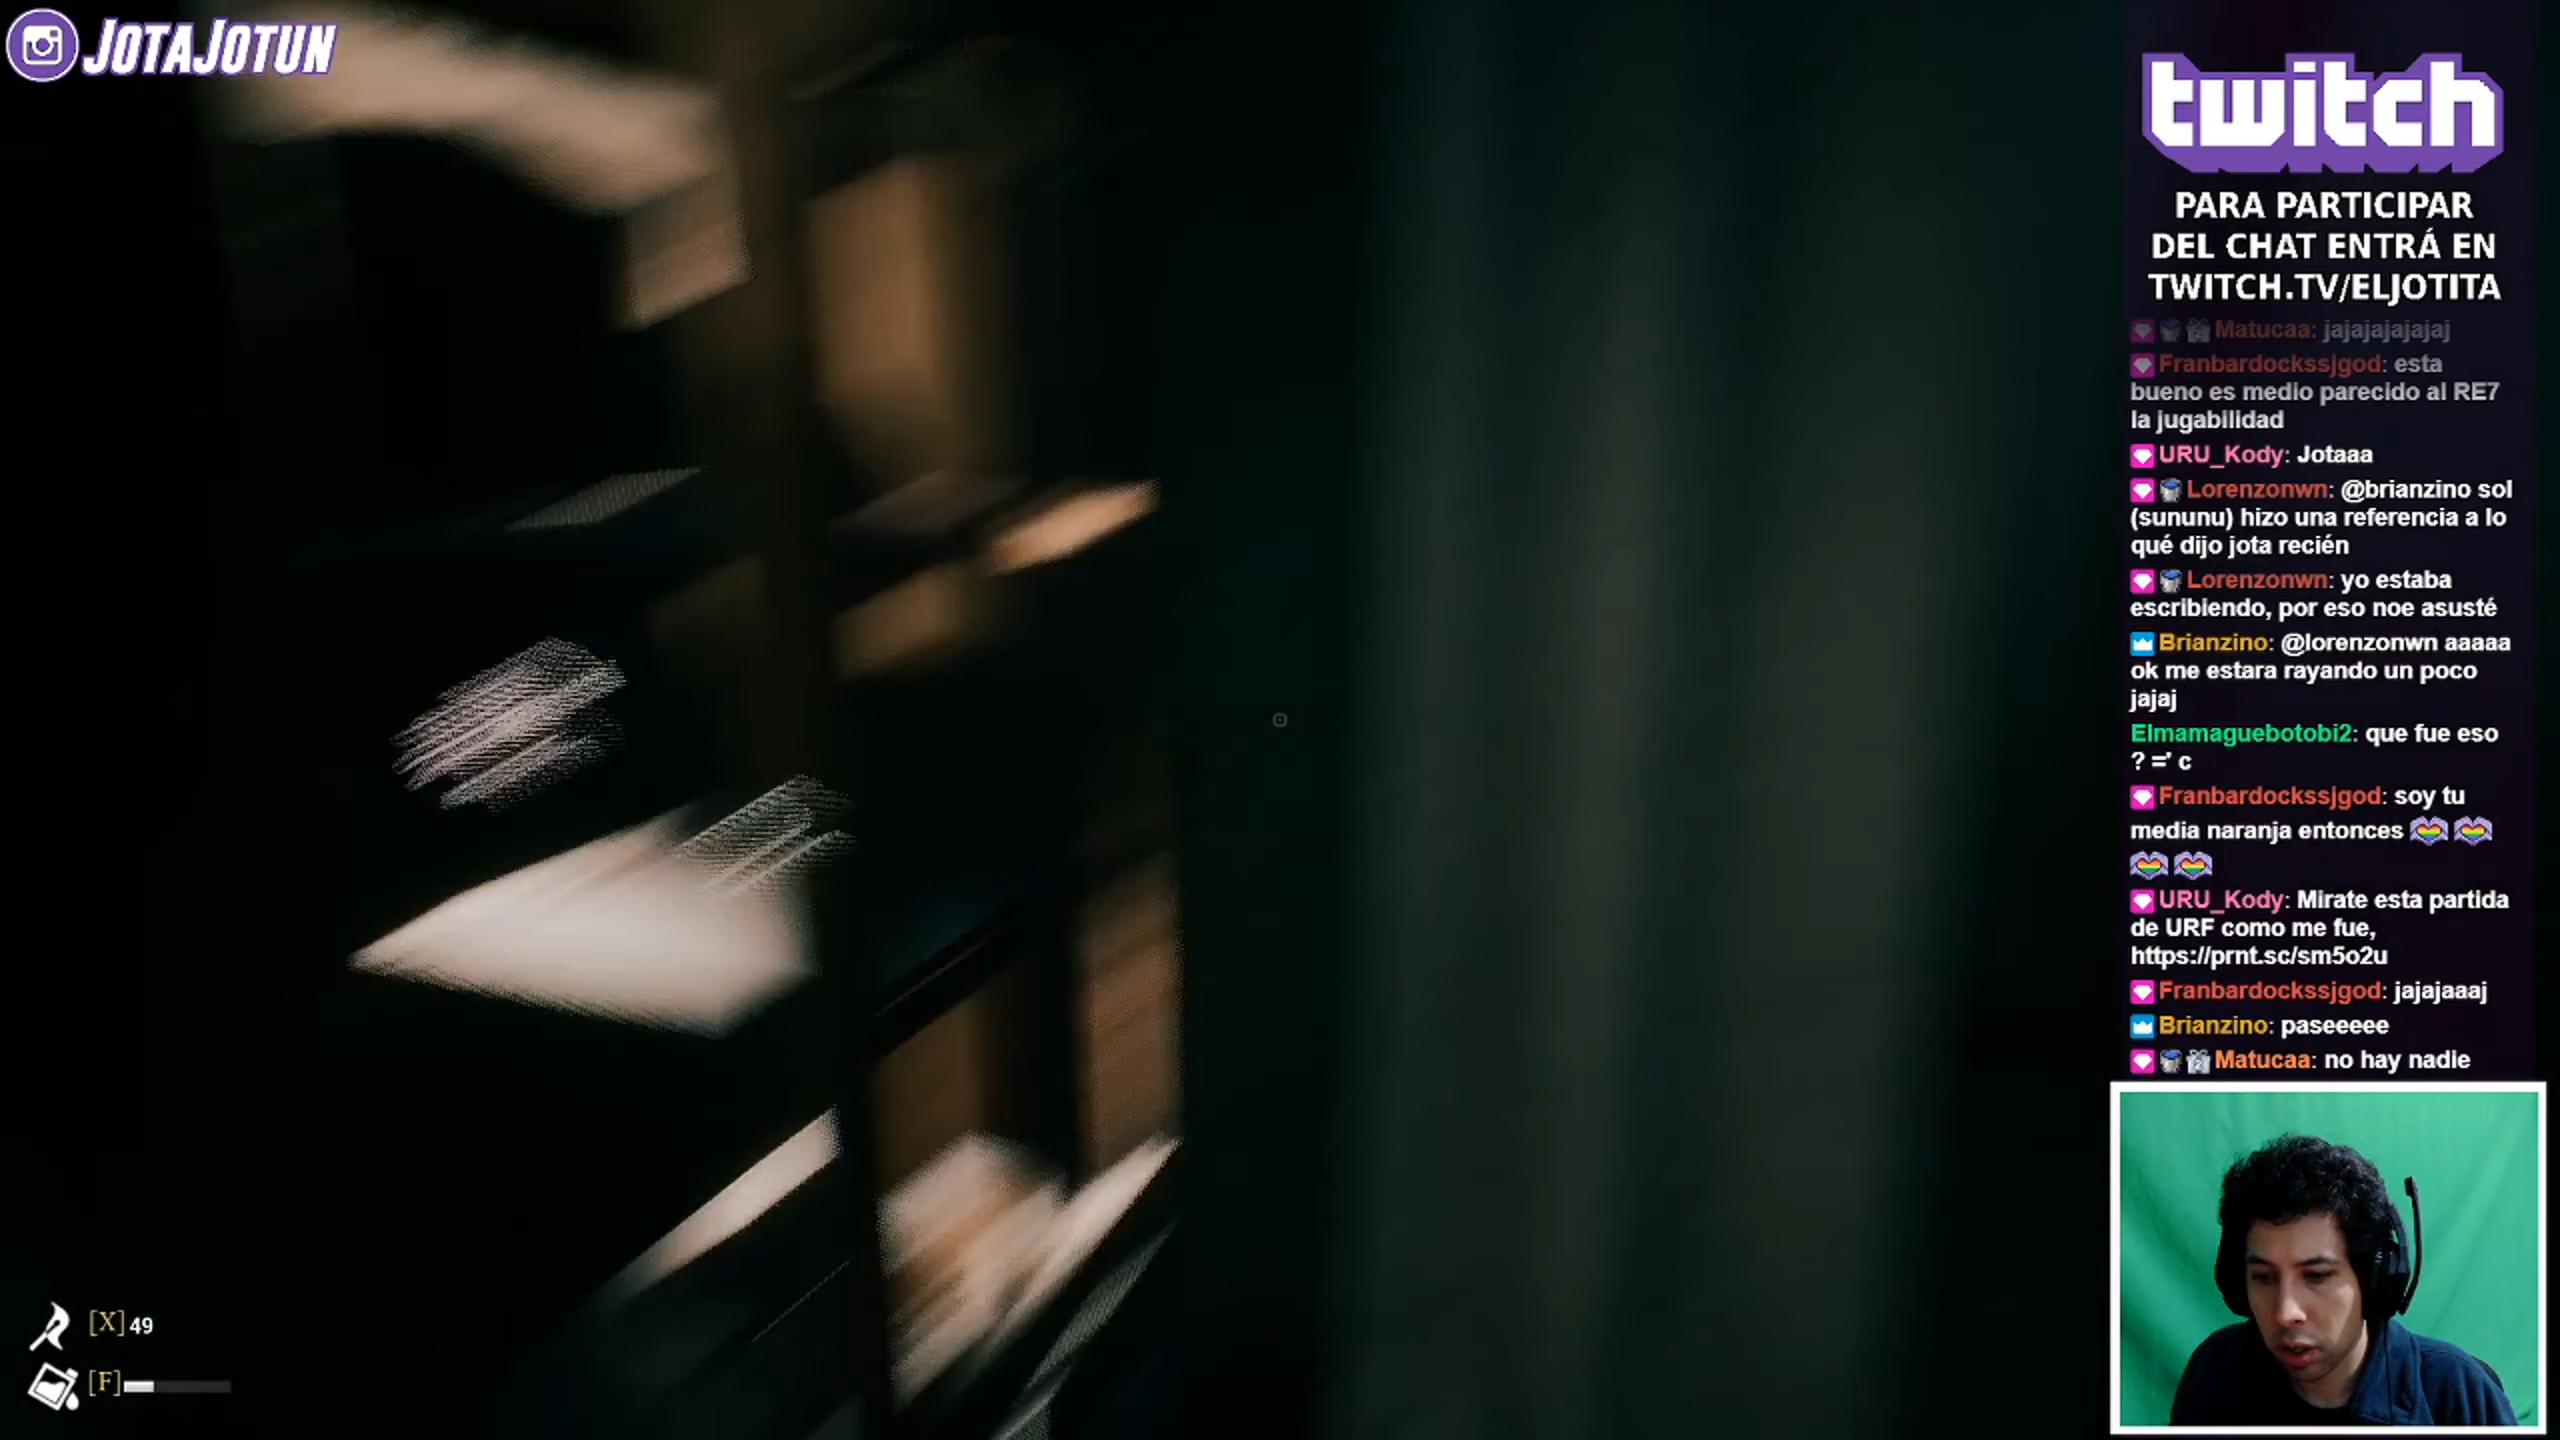 JOTAJOTUN
twitch
PARA PARTICIPAR
DEL CHAT ENTRÁ EN
TWITCH.TV/ELJOTITA
Matucaa: jajajajajajaj
Franbardockssjgod: esta
bueno es medio parecido al RE7
la jugabilidad
URU_Kody: Jotaaa
Lorenzonwn: @brianzino sol
(sununu) hizo una referencia a lo
qué dijo jota recién
Lorenzonwn: yo estaba
escribiendo, por eso noe asusté
Brianzino: @lorenzonwn aaaaa
ok me estara rayando un poco
jajaj
Elmamaguebotobi2: que fue eso
? =' c
Franbardockssjgod: soy tu
media naranja entonces
URU_Kody: Mirate esta partida
de URF como me fue,
https://prnt.sc/sm5o2u
Franbardockssjgod: jajajaaaj
Brianzino: paseeeee
Matucaa: no hay nadie
[X] 49
[F]